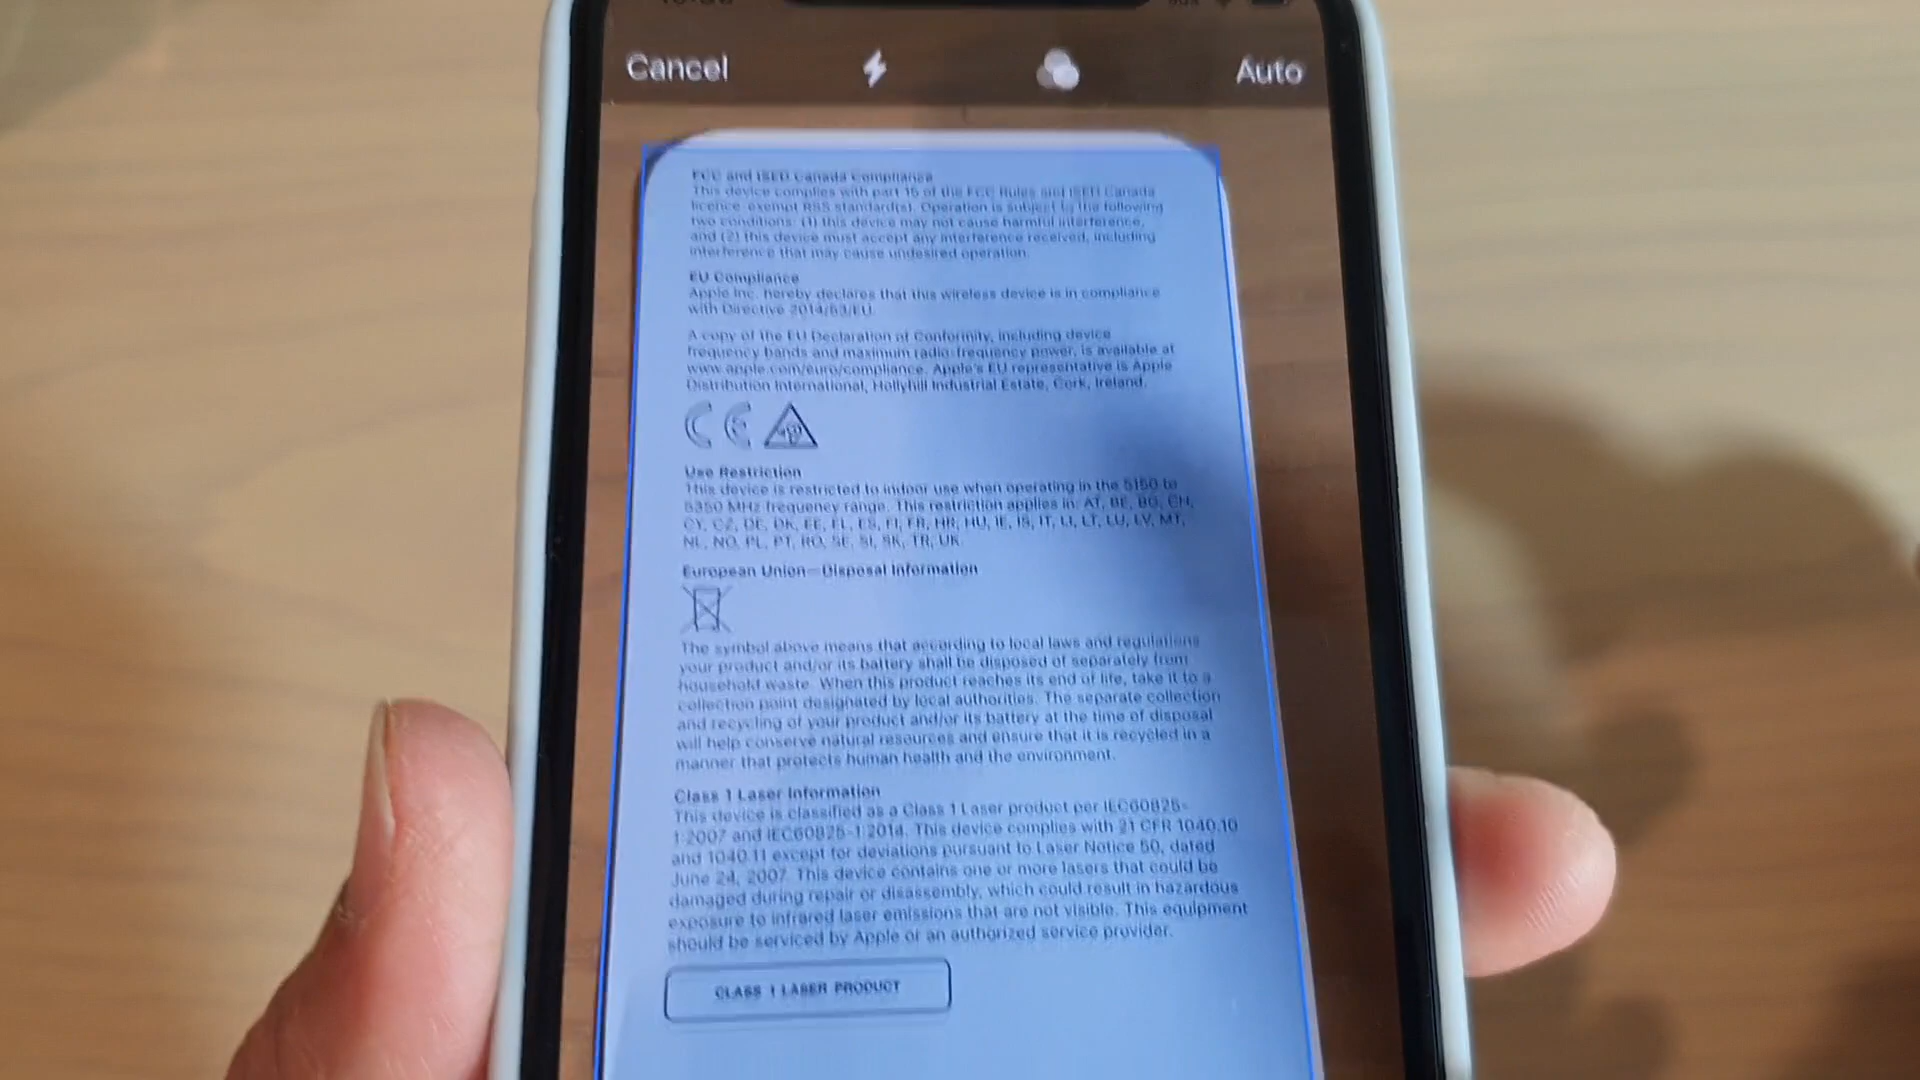 Cancel
Auto
FCC and ISED Canada Compliance
This device complies with part 15 of the FCC Rules and ISED Canada
licence-exempt RSS standard(s). Operation is subject to the following
two conditions: (1) this device may not cause harmful interference,
and (2) this device must accept any interference received, including
interference that may cause undesired operation.
EU Compliance
Apple Inc. hereby declares that this wireless device is in compliance
with Directive 2014/53/EU.
A copy of the EU Declaration of Conformity, including device
frequency bands and maximum radio-frequency power, is available at
www.apple.com/euro/compliance. Apple's EU representative is Apple
Distribution International, Hollyhill Industrial Estate, Cork, Ireland.
CE
Use Restriction
This device is restricted to indoor use when operating in the 5150 to
5350 MHz frequency range. This restriction applies in: AT, BE, BG, CH,
CY, CZ, DE, DK, EE, EL, ES, FI, FR, HR, HU, IE, IS, IT, LI, LT, LU, LV, MT,
NL, NO, PL, PT, RO, SE, SI, SK, TR, UK.
European Union—Disposal Information
The symbol above means that according to local laws and regulations
your product and/or its battery shall be disposed of separately from
household waste. When this product reaches its end of life, take it to a
collection point designated by local authorities. The separate collection
and recycling of your product and/or its battery at the time of disposal
will help conserve natural resources and ensure that it is recycled in a
manner that protects human health and the environment.
Class 1 Laser Information
This device is classified as a Class 1 Laser product per IEC60825-
1:2007 and IEC60825-1:2014. This device complies with 21 CFR 1040.10
and 1040.11 except for deviations pursuant to Laser Notice 50, dated
June 24, 2007. This device contains one or more lasers that could be
damaged during repair or disassembly, which could result in hazardous
exposure to infrared laser emissions that are not visible. This equipment
should be serviced by Apple or an authorized service provider.
CLASS 1 LASER PRODUCT